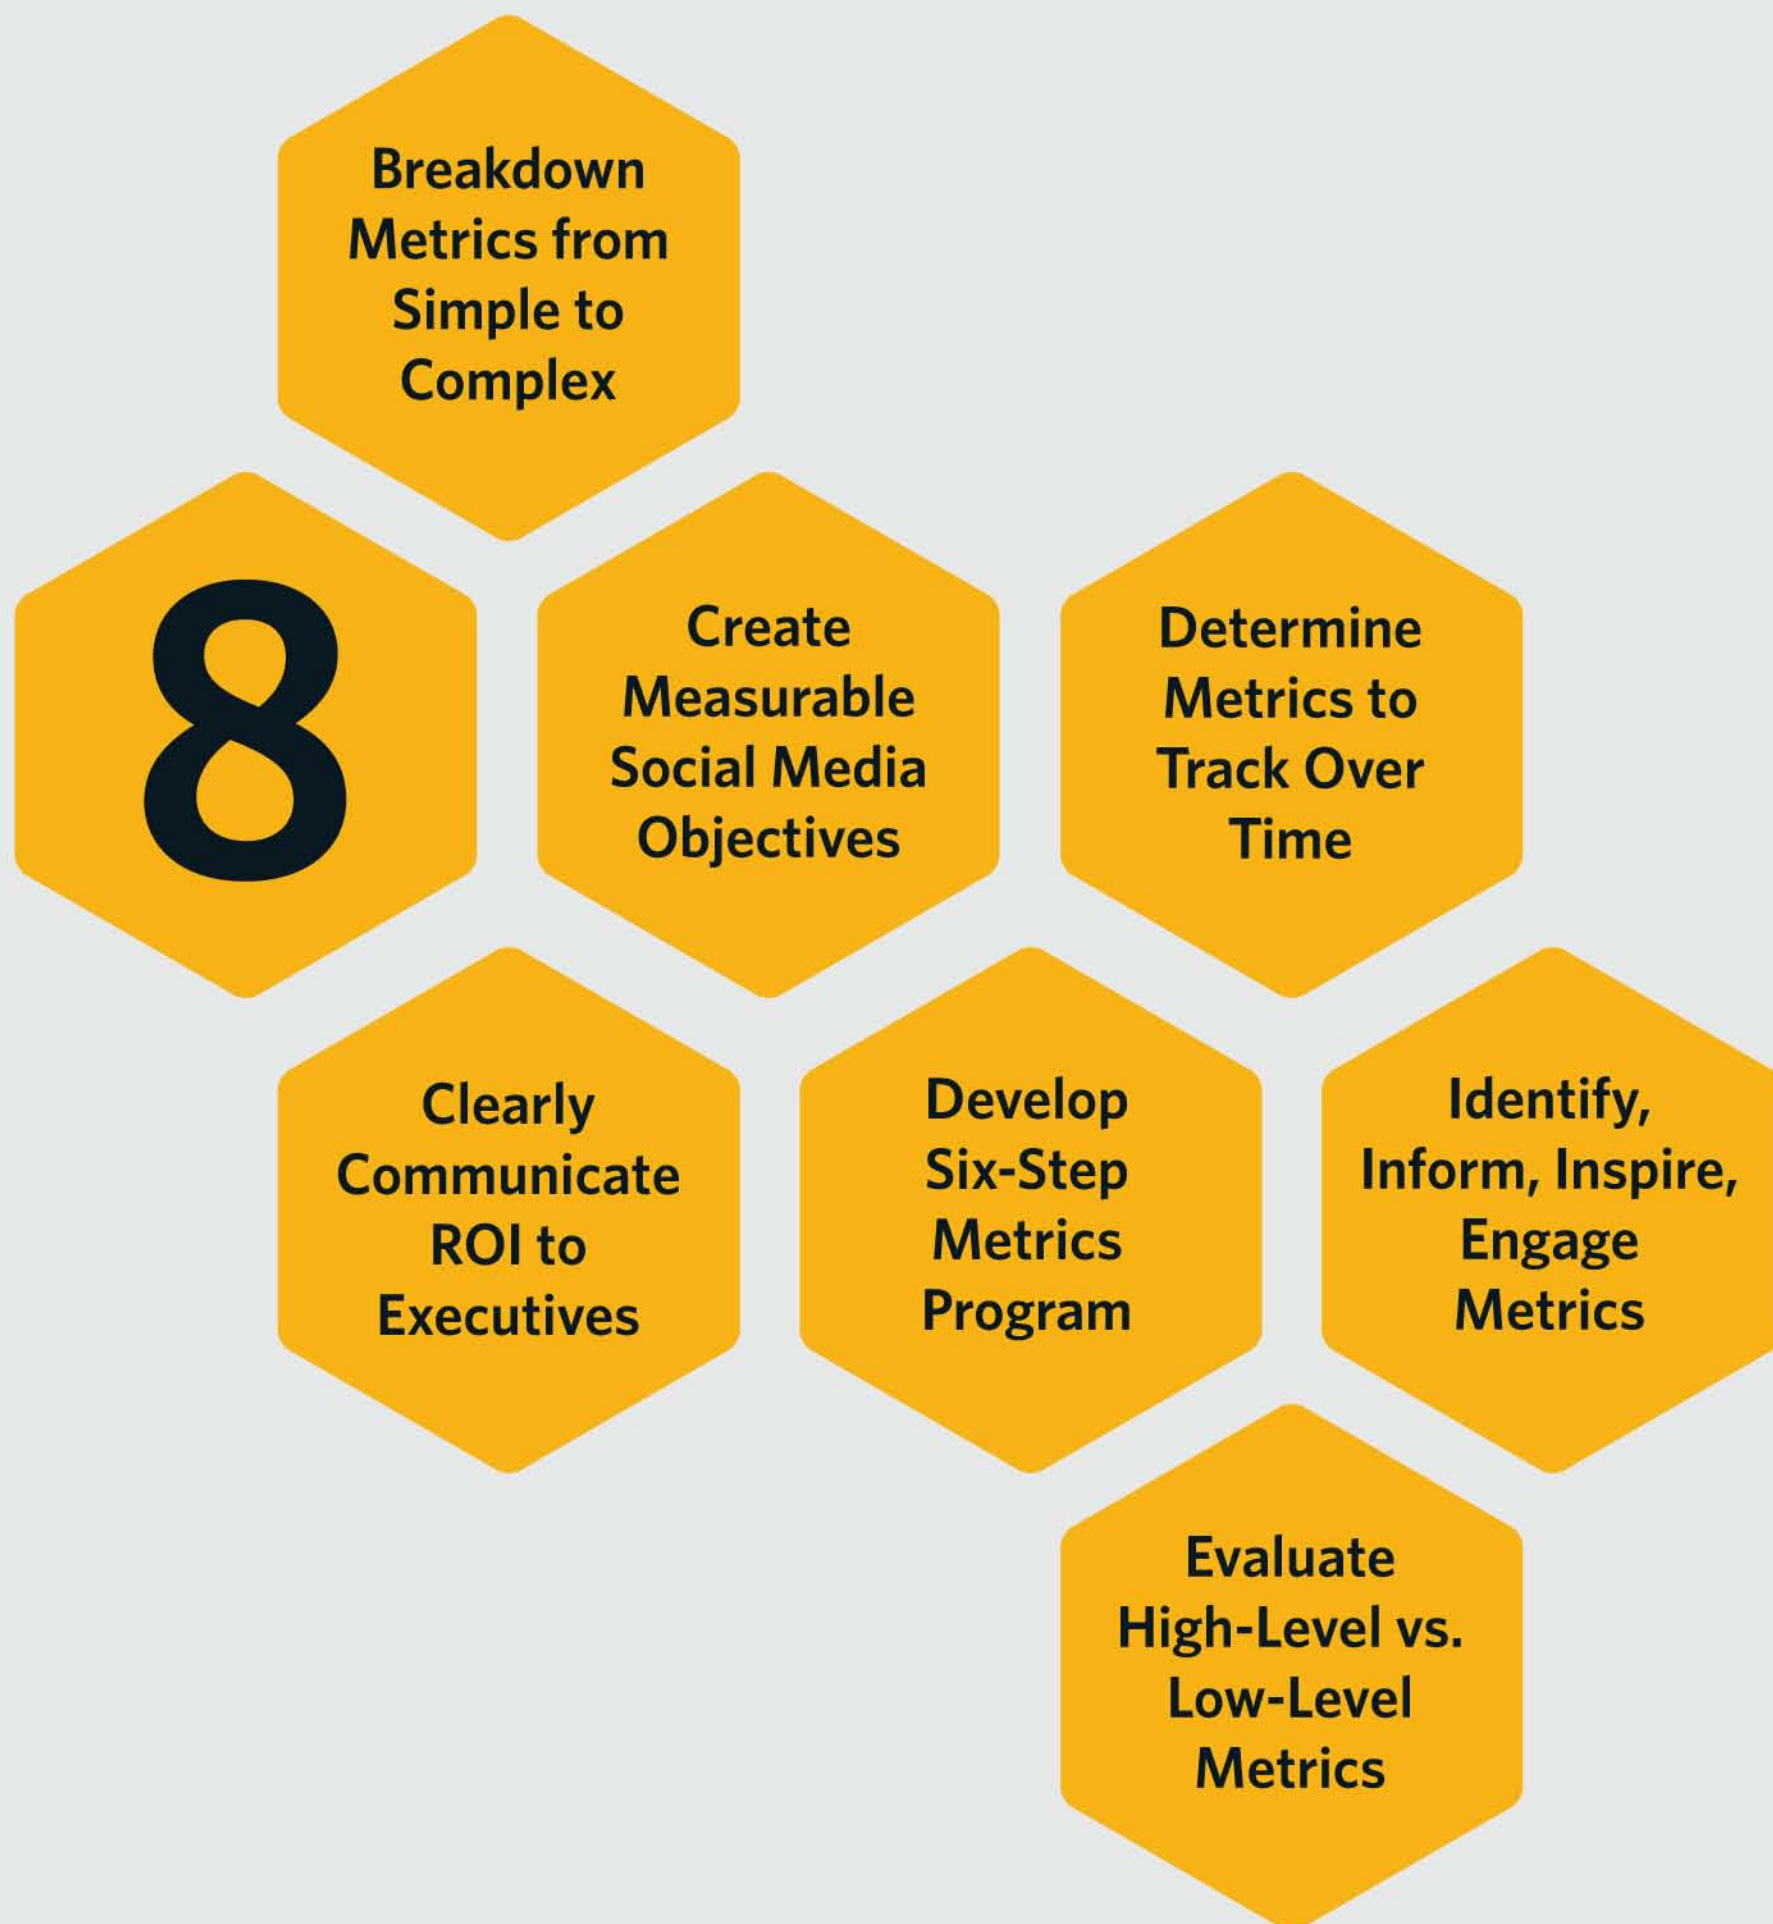 Breakdown
Metrics from
Simple to
Complex
8
Create
Measurable
Social Media
Objectives
Determine
Metrics to
Track Over
Time
Clearly
Communicate
ROI to
Executives
Develop
Six-Step
Metrics
Program
Identify,
Inform, Inspire,
Engage
Metrics
Evaluate
High-Level vs.
Low-Level
Metrics